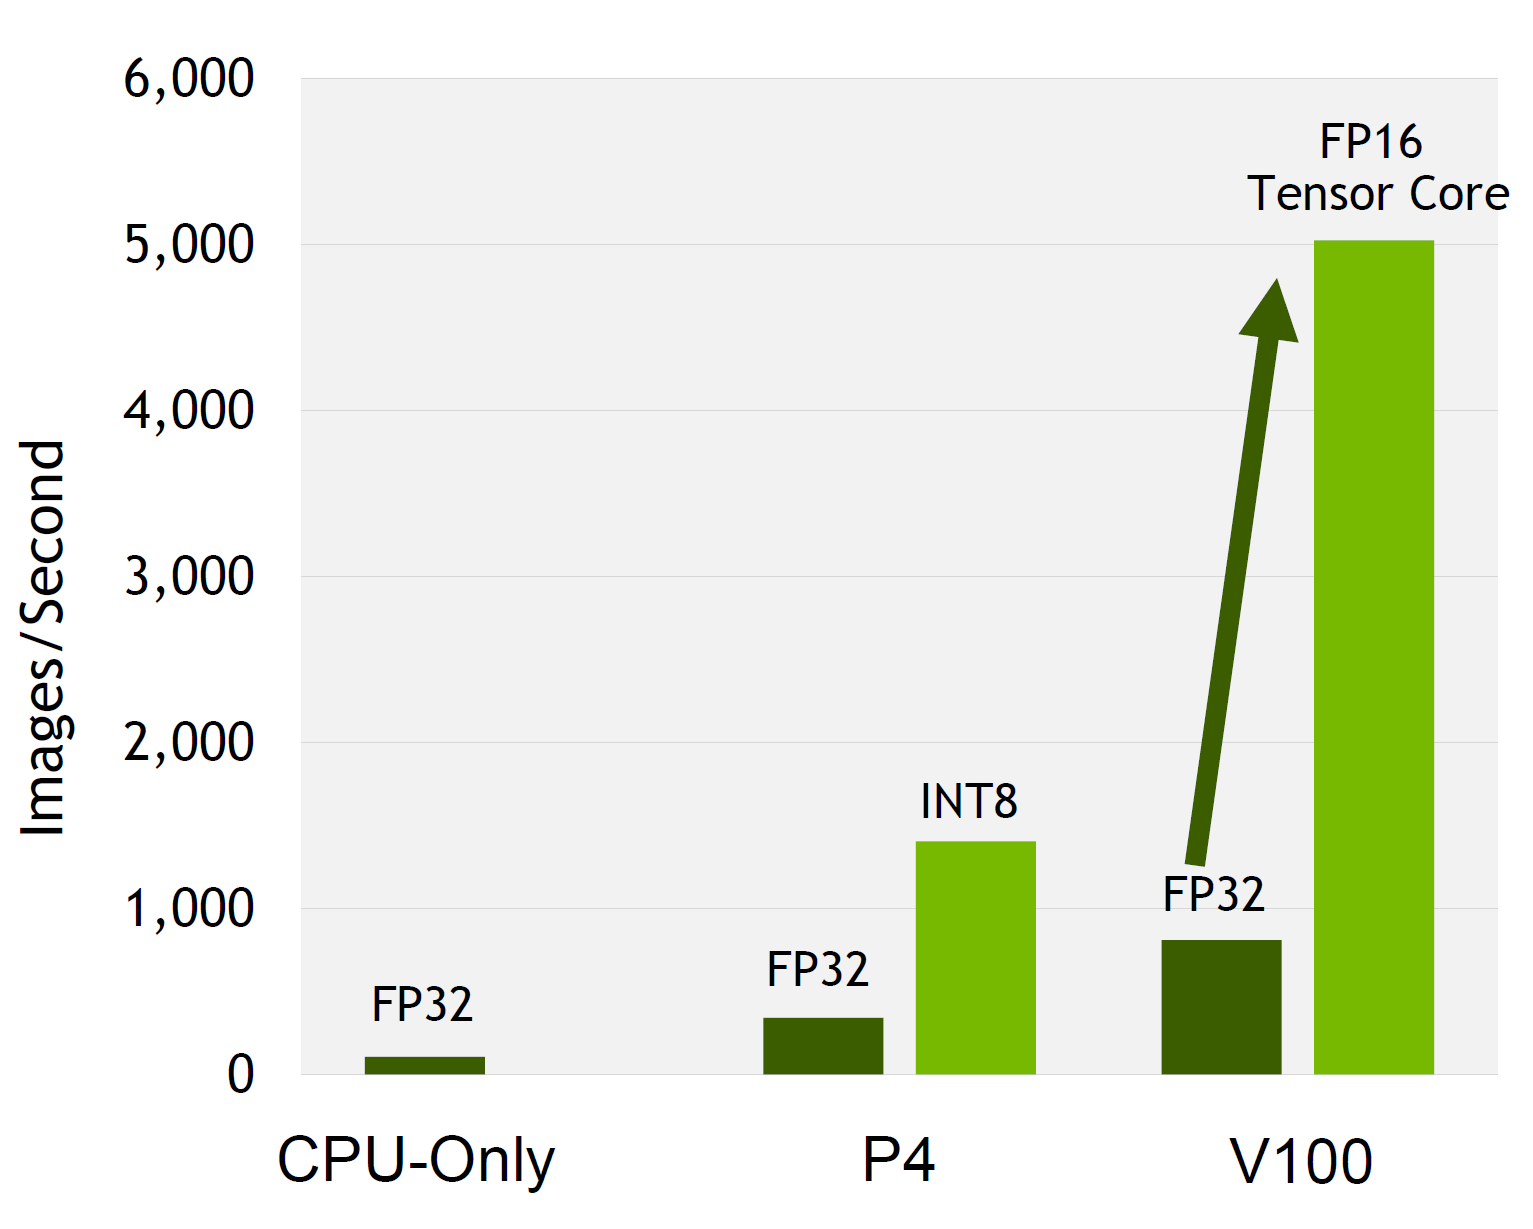 6,000
5,000
4,000
3,000
2,000
1,000
0
Images/Second
FP32
FP32
INT8
FP32
FP16
Tensor Core
CPU-Only
P4
V100